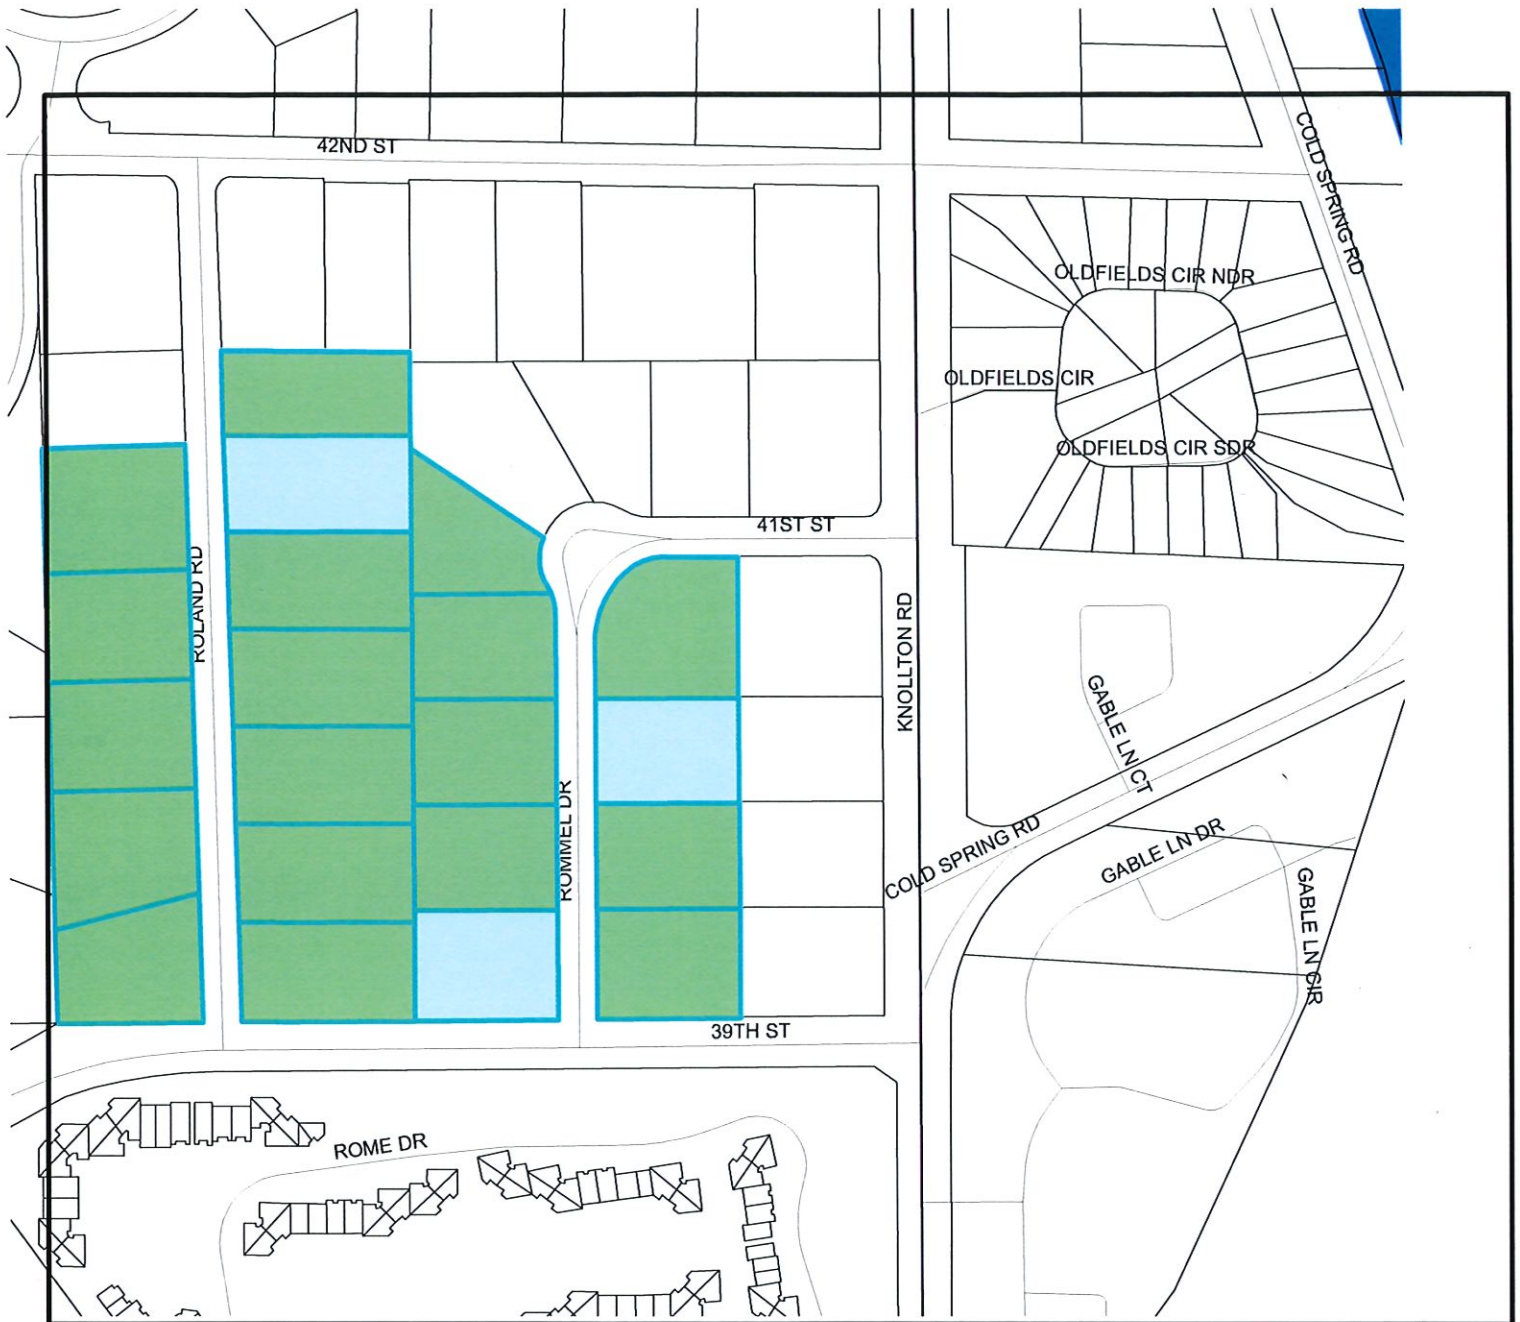 42ND ST
COLD SPRING RD
OLDFIELDS CIR NDR
OLDFIELDS CIR
OLDFIELDS CIR SDR
41ST ST
ROLAND RD
KNOLLTON RD
GABLE LN CT
ROMMEL DR
COLD SPRING RD
GABLE LN DR
GABLE LN CIR
39TH ST
ROME DR